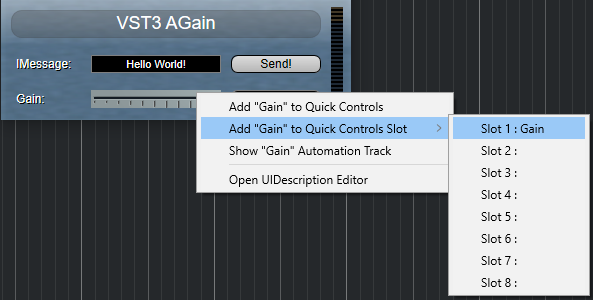 VST3 AGain
IMessage:
Hello World!
Send!
Gain:
Add "Gain" to Quick Controls
Add "Gain" to Quick Controls Slot
Show "Gain" Automation Track
Open UIDescription Editor
Slot 1 : Gain
Slot 2 :
Slot 3 :
Slot 4 :
Slot 5 :
Slot 6 :
Slot 7 :
Slot 8 :